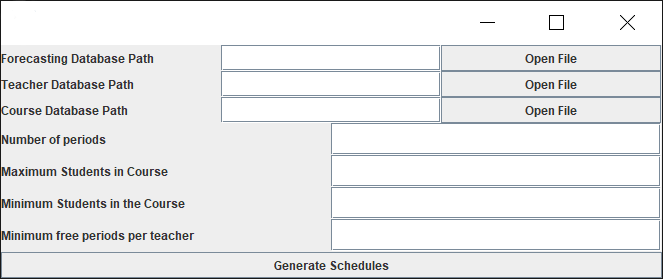 Forecasting Database Path Open File
Teacher Database Path Open File
Course Database Path Open File
Number of periods
Maximum Students in Course
Minimum Students in the Course
Minimum free periods per teacher
Generate Schedules